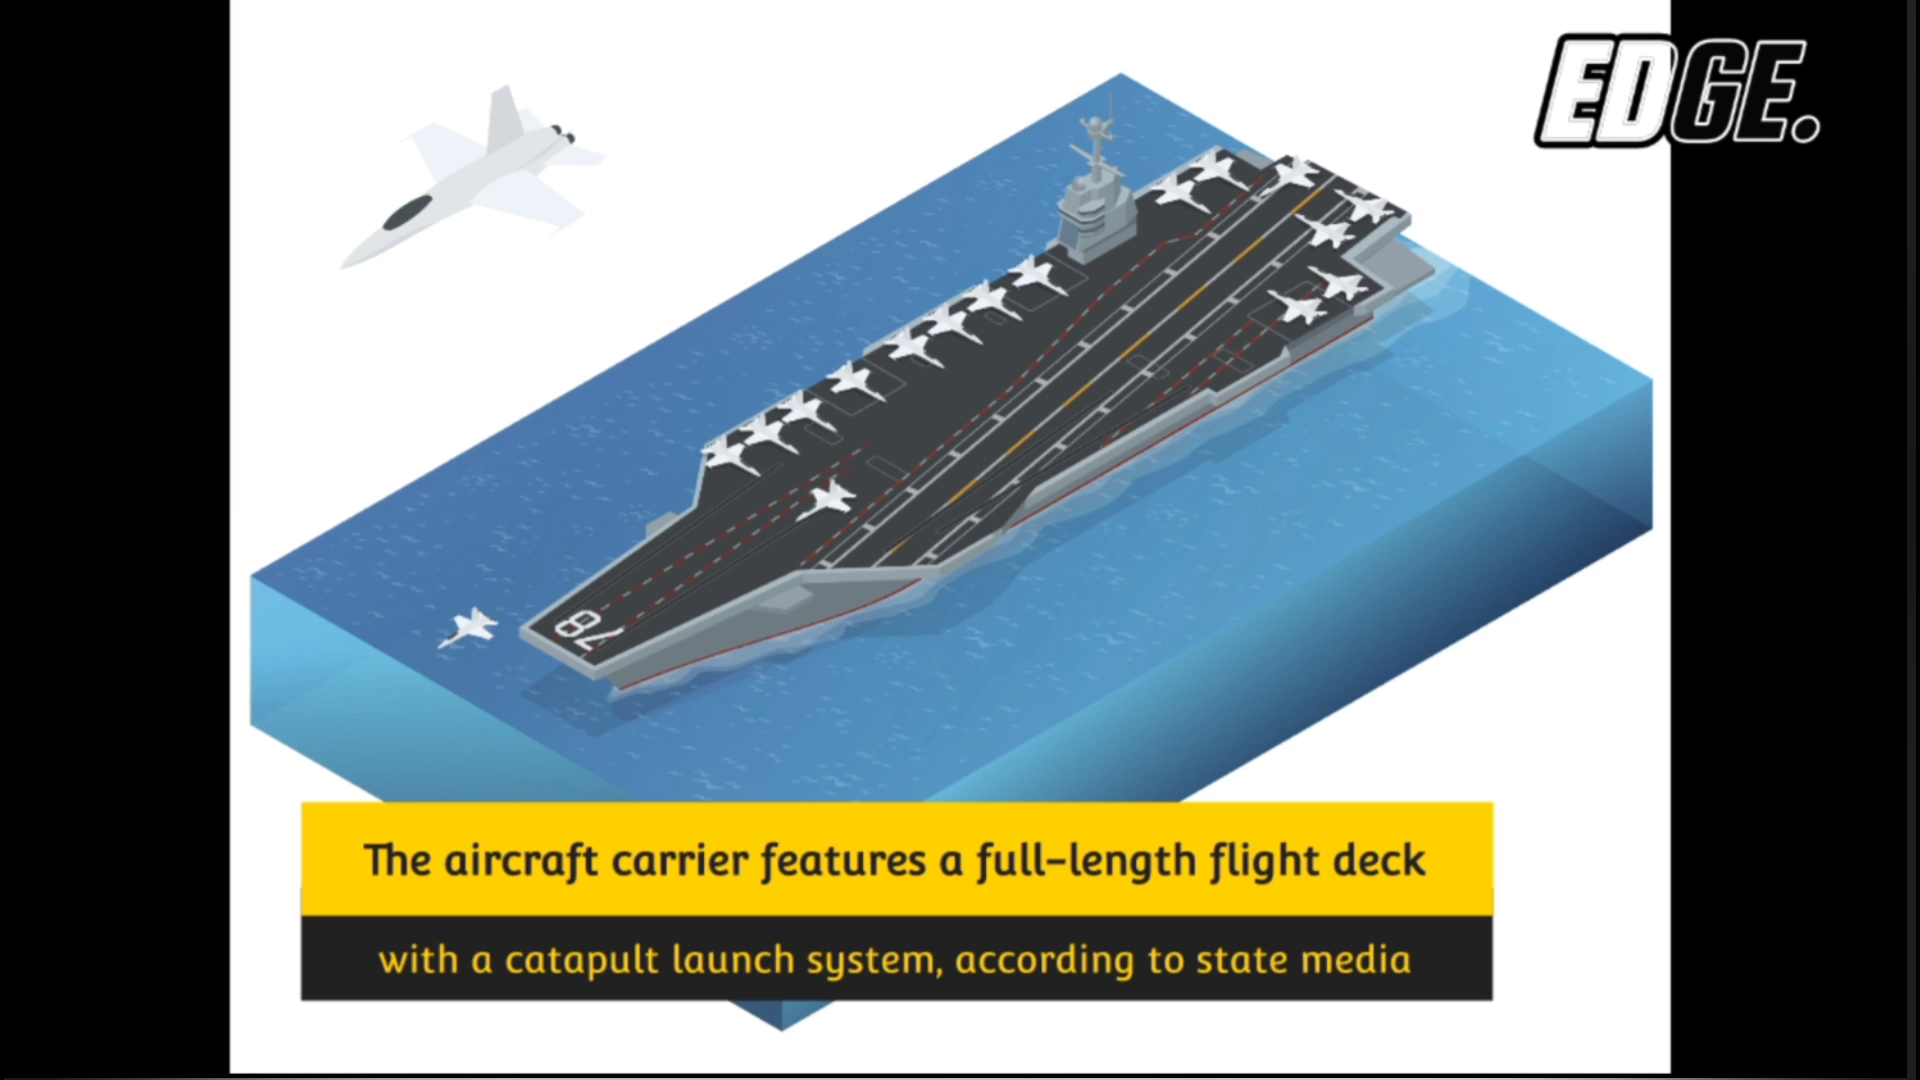 EDGE.
78
The aircraft carrier features a full-length flight deck
with a catapult launch system, according to state media